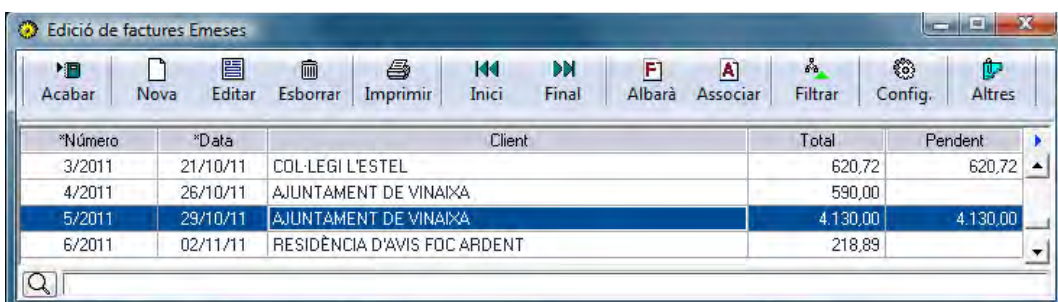 Edició de factures Emeses
Acabar Nova Editar Esborrar Imprimir Inici Final Albarà Associar Filtrar Config. Altres
*Número *Data Client Total Pendent
3/2011 21/10/11 COL·LEGI L'ESTEL 620,72 620,72
4/2011 26/10/11 AJUNTAMENT DE VINAIXA 590,00
5/2011 29/10/11 AJUNTAMENT DE VINAIXA 4.130,00 4.130,00
6/2011 02/11/11 RESIDÈNCIA D'AVIS FOC ARDENT 218,89